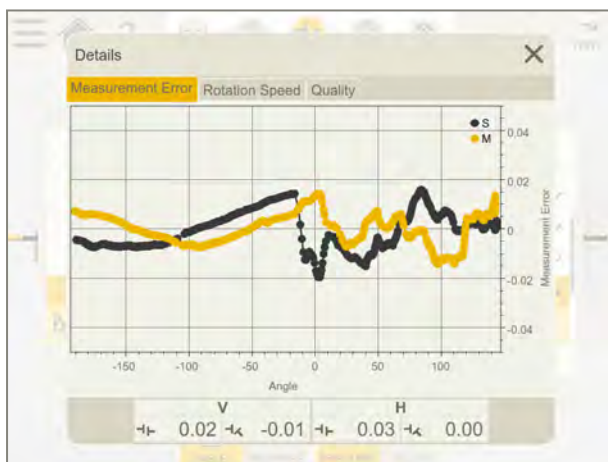 Details
Measurement Error Rotation Speed Quality
S
M
0.04
0.02
0
-0.02
-0.04
Measurement Error
-150 -100 -50 0 50 100
Angle
V H
0.02 -0.01 0.03 0.00